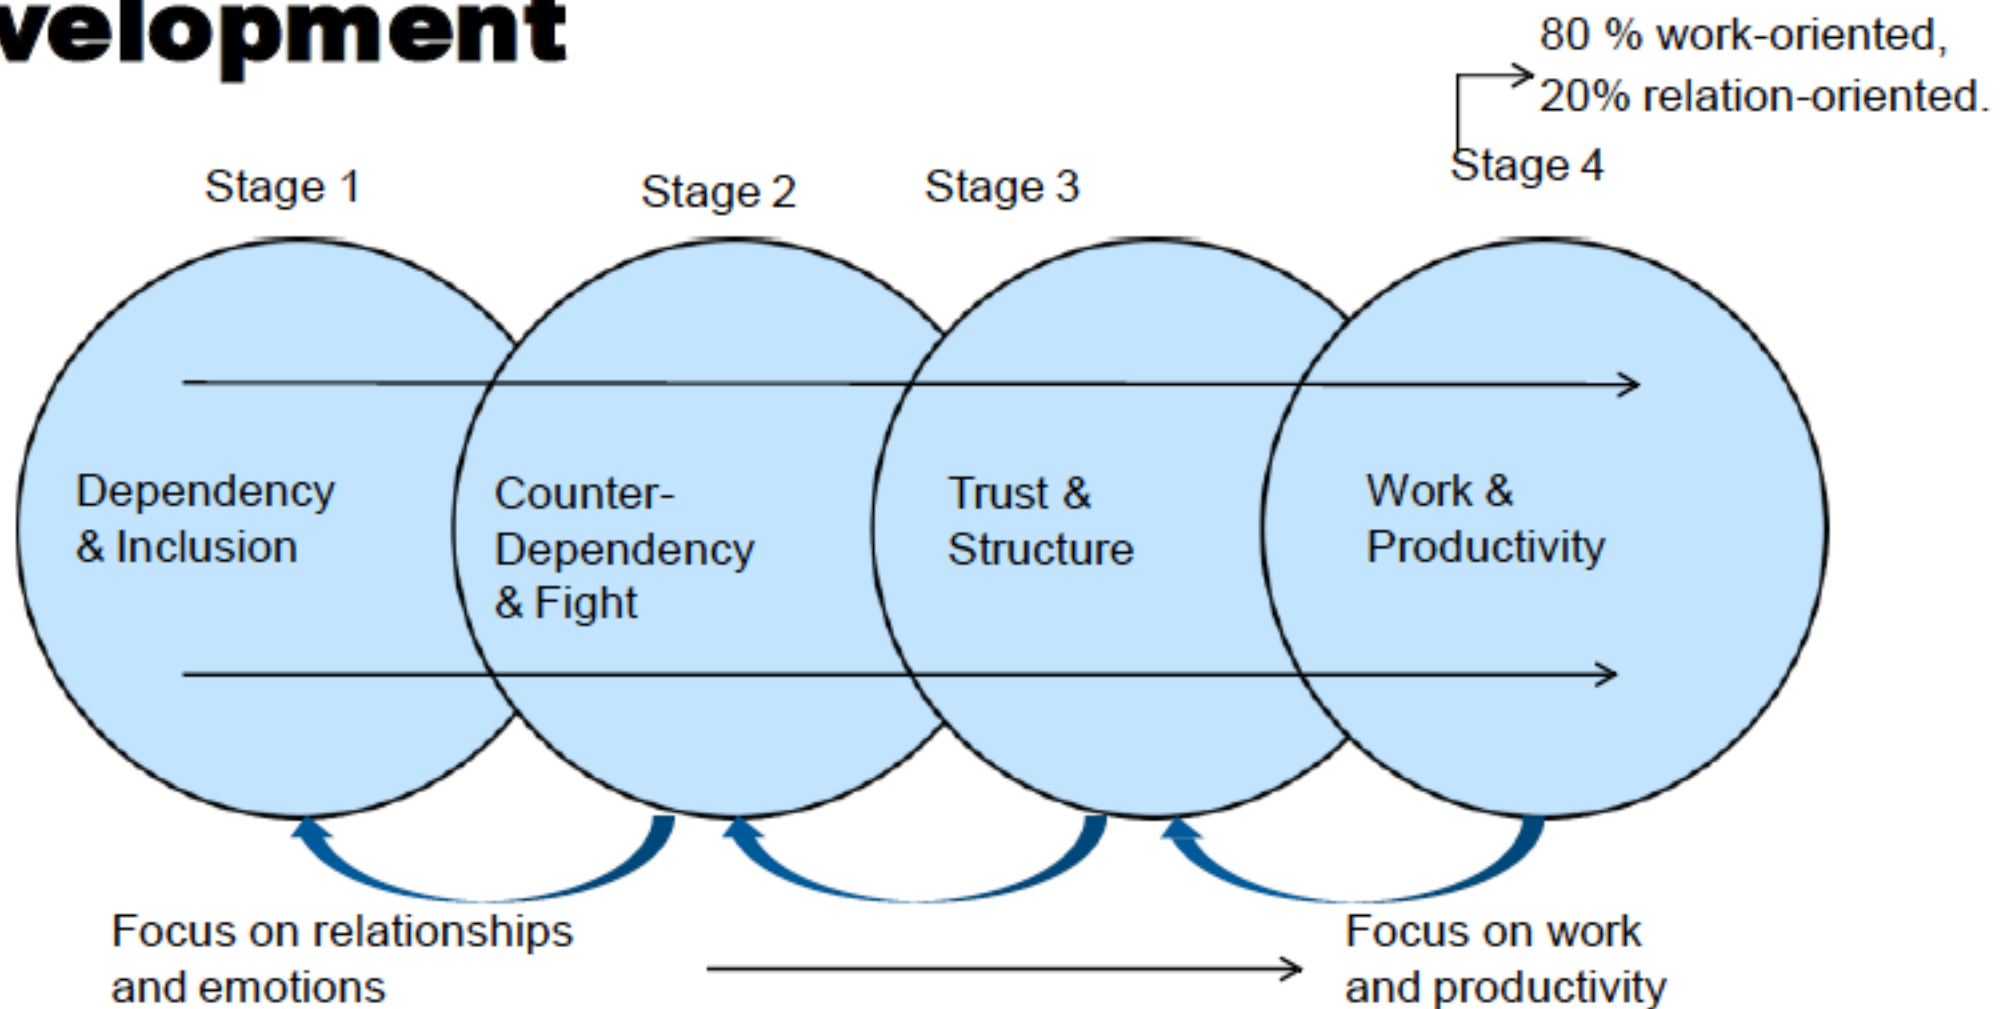 velopment
80 % work-oriented,
20% relation-oriented.
Stage 1
Stage 2
Stage 3
Stage 4
Dependency
& Inclusion
Counter-
Dependency
& Fight
Trust &
Structure
Work &
Productivity
Focus on relationships
and emotions
Focus on work
and productivity